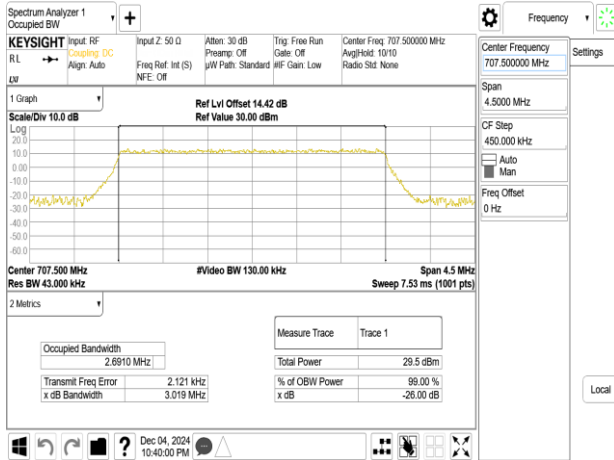 Spectrum Analyzer 1
Occupied BW
Frequency
KEYSIGHT
RL
LXI
Input: RF
Coupling: DC
Align: Auto
Input Z: 50 Ω
Freq Ref: Int (S)
NFE: Off
Atten: 30 dB
Preamp: Off
µW Path: Standard
Trig: Free Run
Gate: Off
#IF Gain: Low
Center Freq: 707.500000 MHz
Avg|Hold: 10/10
Radio Std: None
Center Frequency
707.500000 MHz
Settings
Span
4.5000 MHz
CF Step
450.000 kHz
Auto
Man
Freq Offset
0 Hz
Local
1 Graph
Scale/Div 10.0 dB
Ref Lvl Offset 14.42 dB
Ref Value 30.00 dBm
Log
20.0
10.0
0.00
-10.0
-20.0
-30.0
-40.0
-50.0
-60.0
Center 707.500 MHz
Res BW 43.000 kHz
#Video BW 130.00 kHz
Span 4.5 MHz
Sweep 7.53 ms (1001 pts)
2 Metrics
Occupied Bandwidth
2.6910 MHz
Transmit Freq Error 2.121 kHz
x dB Bandwidth 3.019 MHz
Measure Trace Trace 1
Total Power 29.5 dBm
% of OBW Power 99.00 %
x dB -26.00 dB
?
Dec 04, 2024
10:40:00 PM